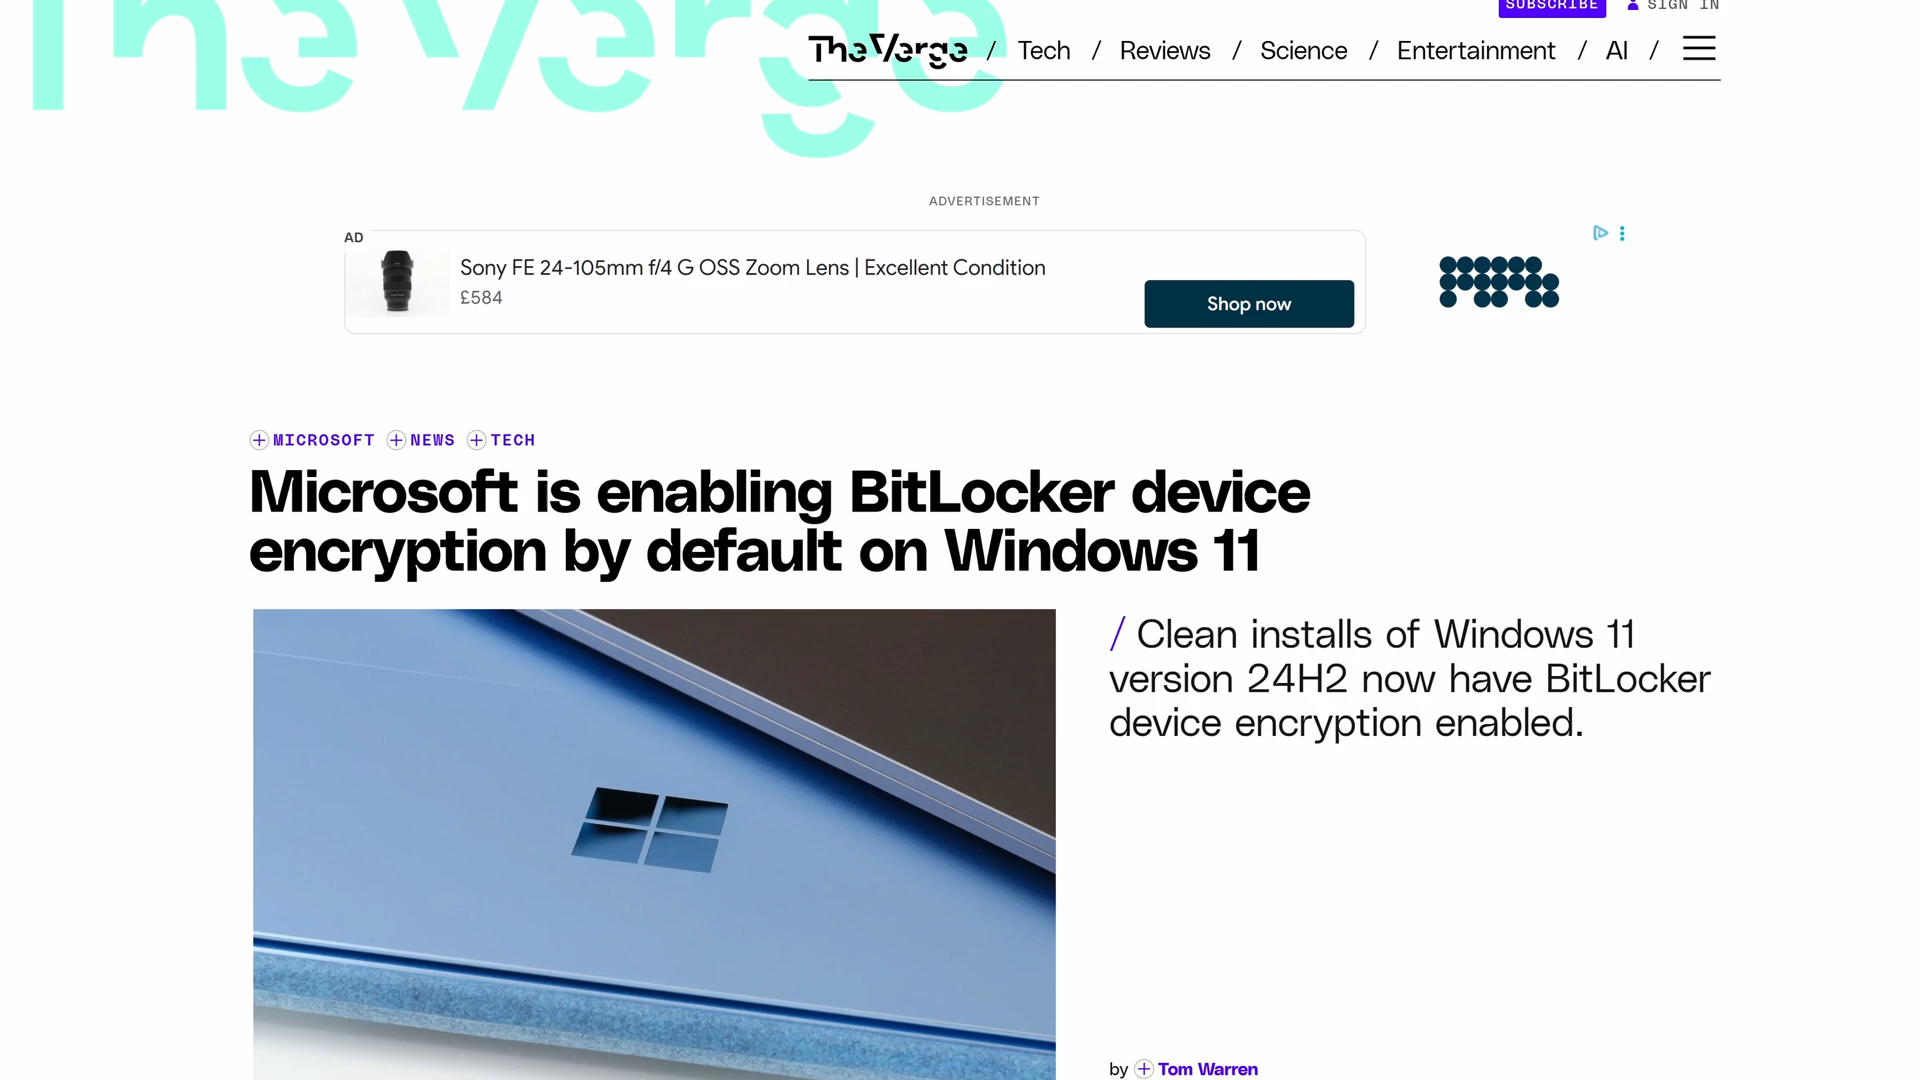 The Verge
SUBSCRIBE SIGN IN
The Verge / Tech / Reviews / Science / Entertainment / AI /
ADVERTISEMENT
AD
Sony FE 24-105mm f/4 G OSS Zoom Lens | Excellent Condition
£584
Shop now
MICROSOFT NEWS TECH
Microsoft is enabling BitLocker device
encryption by default on Windows 11
/ Clean installs of Windows 11
version 24H2 now have BitLocker
device encryption enabled.
by Tom Warren